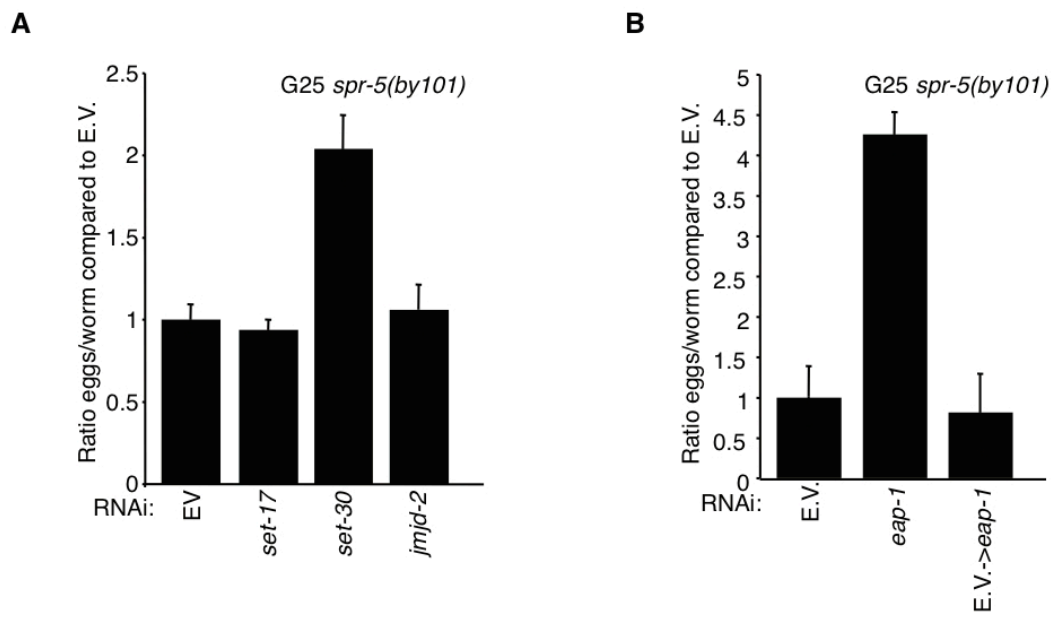 A
G25 spr-5(by101)
Ratio eggs/worm compared to E.V.
2.5
2
1.5
1
0.5
0
RNAi:
EV
set-17
set-30
jmjd-2
B
G25 spr-5(by101)
Ratio eggs/worm compared to E.V.
5
4.5
4
3.5
3
2.5
2
1.5
1
0.5
0
RNAi:
E.V.
eap-1
E.V.->eap-1